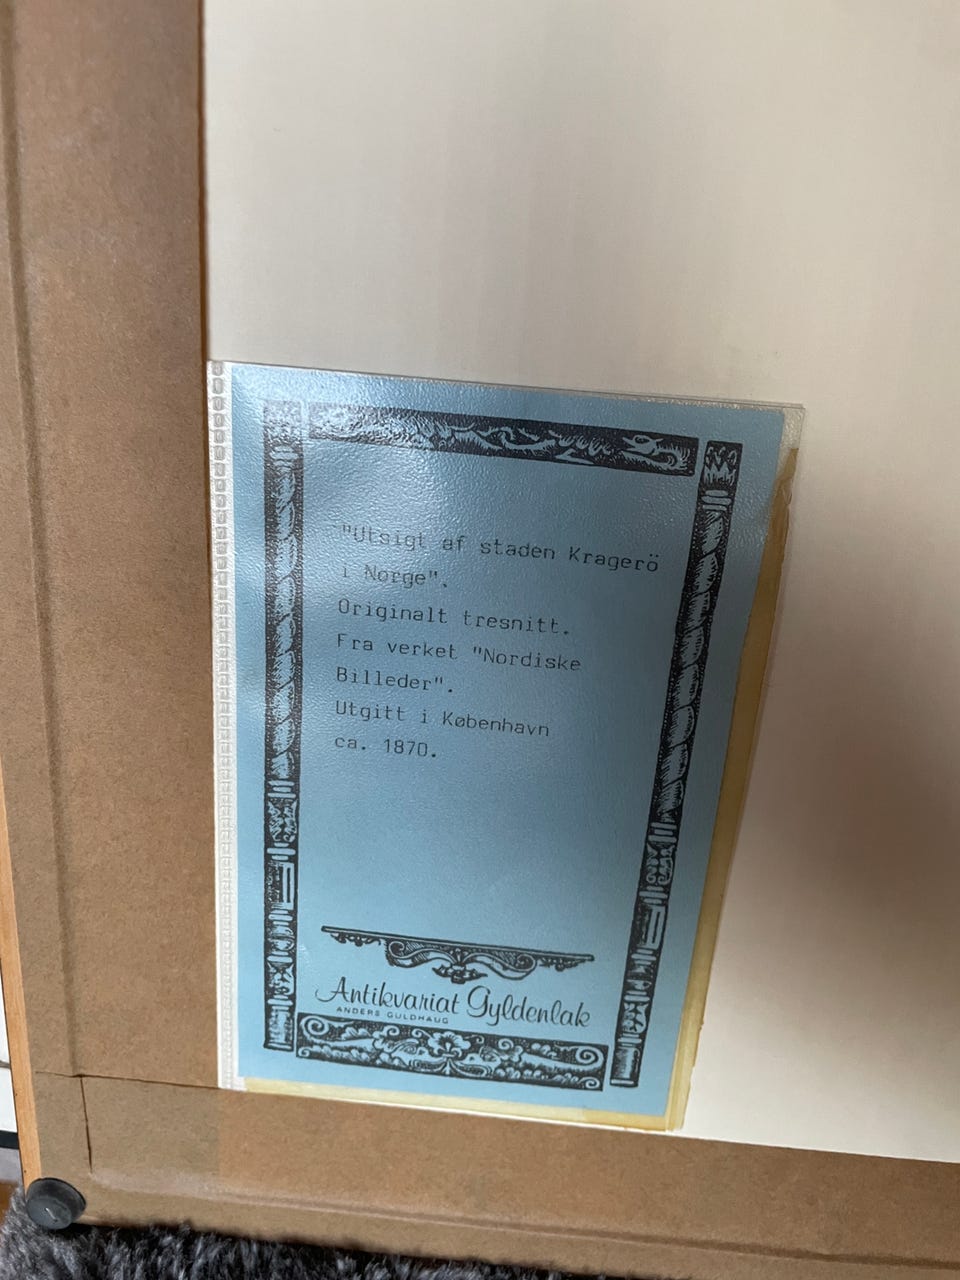 "Utsigt af staden Kragerö
i Norge".
Originalt tresnitt.
Fra verket "Nordiske
Billeder".
Utgitt i København
ca. 1870.
Antikvariat Gyldenlak
ANDERS GULDHAUG